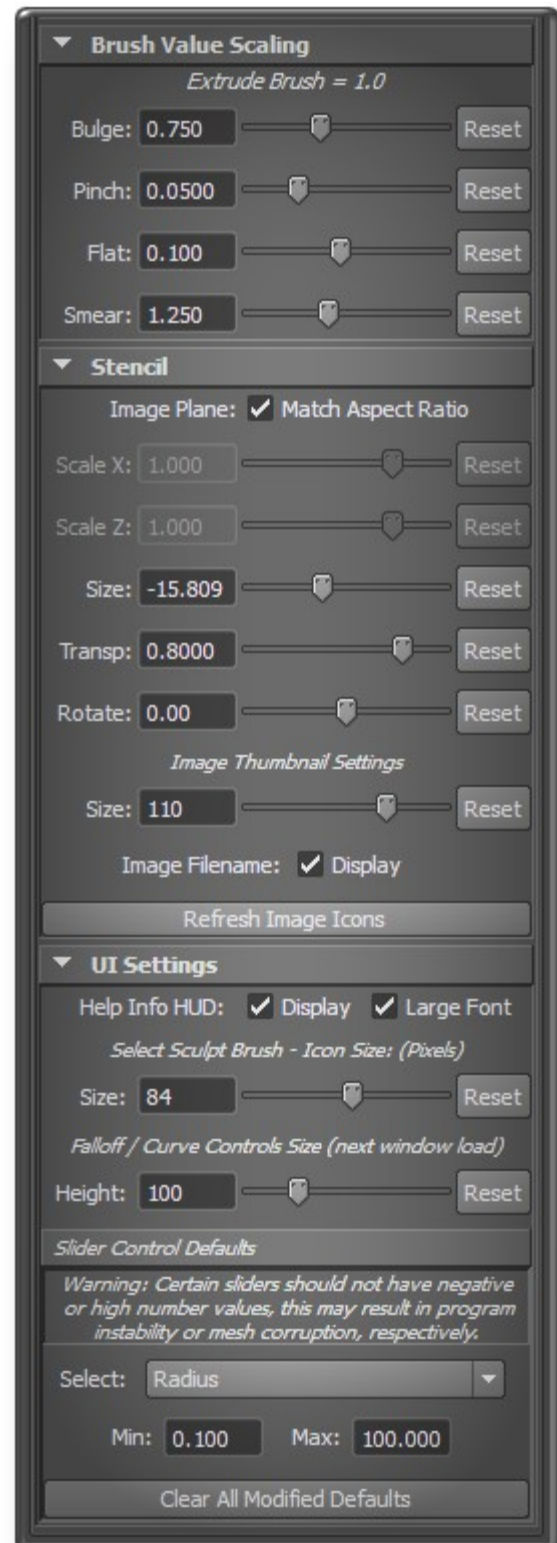 Brush Value Scaling
Extrude Brush = 1.0
Bulge: 0.750 Reset
Pinch: 0.0500 Reset
Flat: 0.100 Reset
Smear: 1.250 Reset
Stencil
Image Plane: Match Aspect Ratio
Scale X: 1.000 Reset
Scale Z: 1.000 Reset
Size: -15.809 Reset
Transp: 0.8000 Reset
Rotate: 0.00 Reset
Image Thumbnail Settings
Size: 110 Reset
Image Filename: Display
Refresh Image Icons
UI Settings
Help Info HUD: Display Large Font
Select Sculpt Brush - Icon Size: (Pixels)
Size: 84 Reset
Falloff / Curve Controls Size (next window load)
Height: 100 Reset
Slider Control Defaults
Warning: Certain sliders should not have negative
or high number values, this may result in program
instability or mesh corruption, respectively.
Select: Radius
Min: 0.100 Max: 100.000
Clear All Modified Defaults